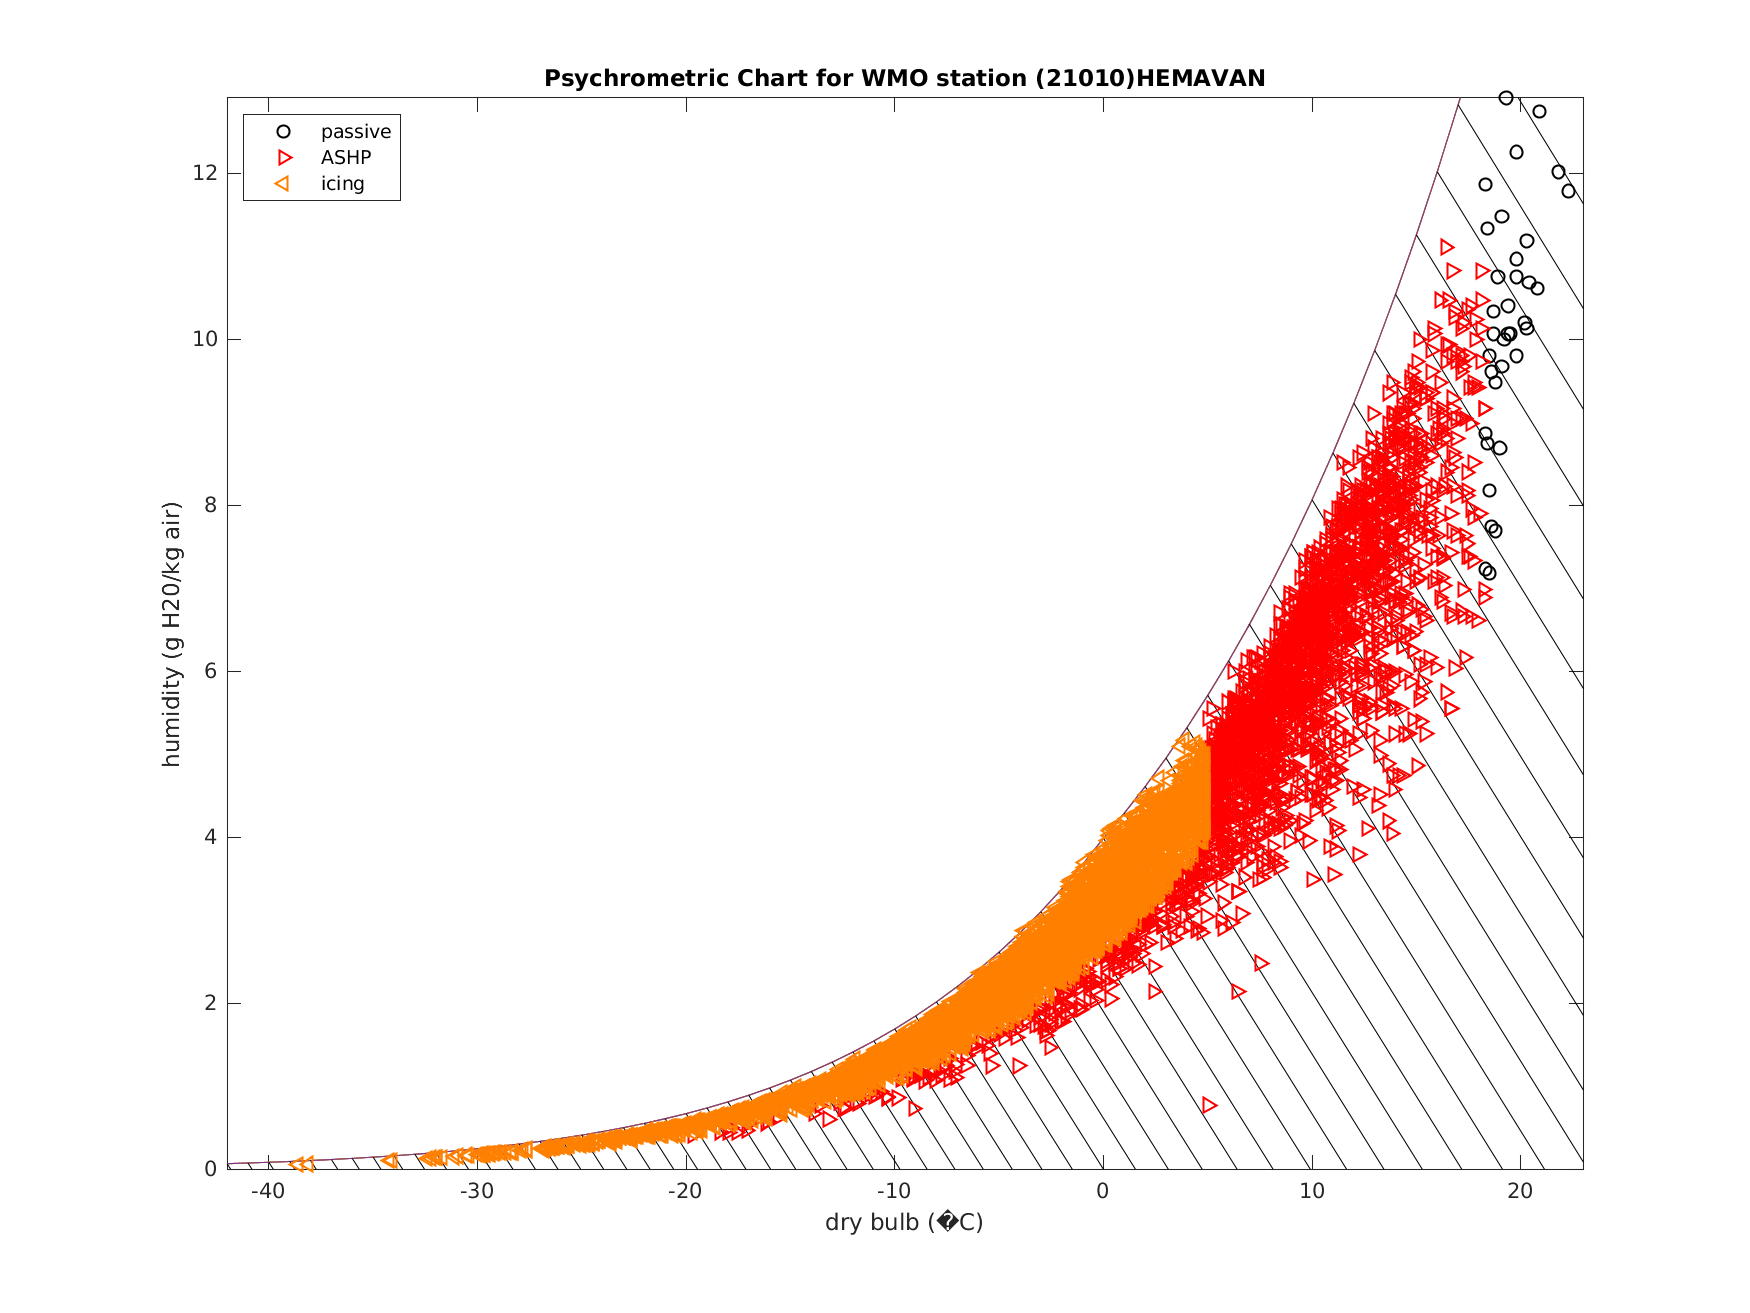 Psychrometric Chart for WMO station (21010)HEMAVAN
passive
ASHP
icing
humidity (g H20/kg air)
12
10
8
6
4
2
0
-40 -30 -20 -10 0 10 20
dry bulb (�C)